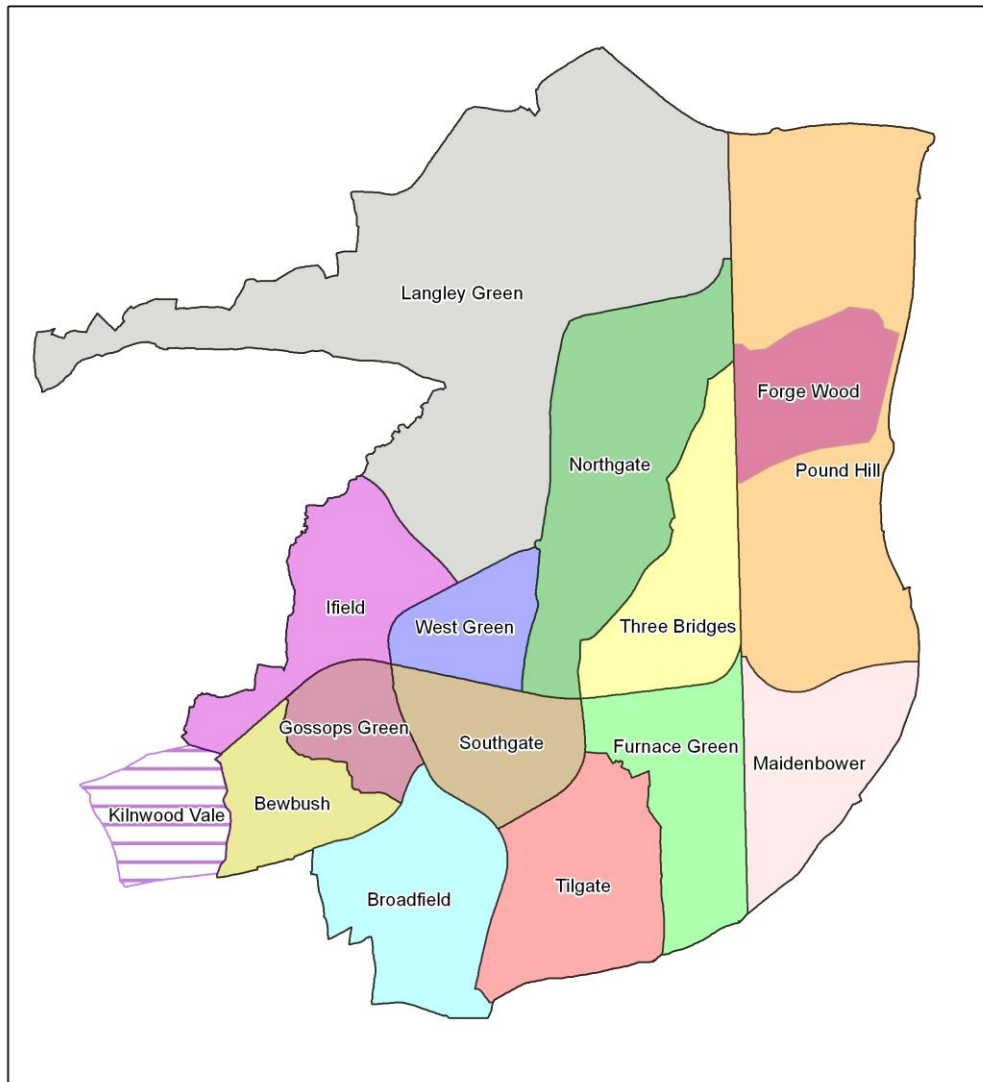 Langley Green
Forge Wood
Northgate
Pound Hill
Ifield
West Green
Three Bridges
Gossops Green
Southgate
Furnace Green
Maidenbower
Bewbush
Kilnwood Vale
Tilgate
Broadfield